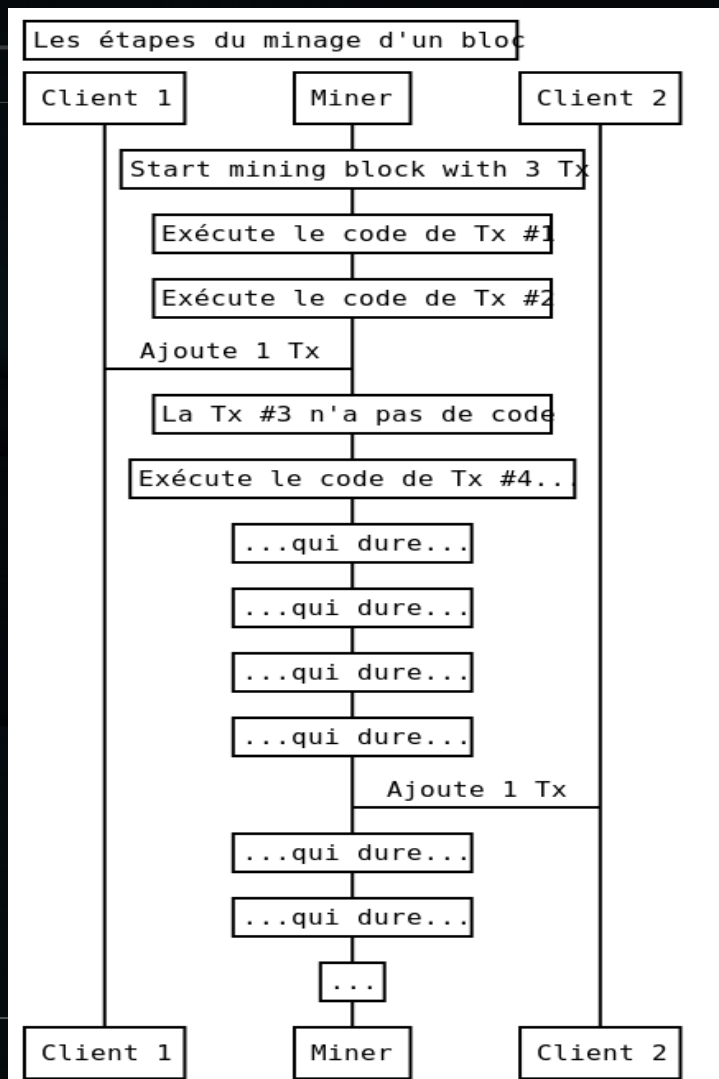 Les étapes du minage d'un bloc
Client 1 Miner Client 2
Start mining block with 3 Tx
Exécute le code de Tx #1
Exécute le code de Tx #2
Ajoute 1 Tx
La Tx #3 n'a pas de code
Exécute le code de Tx #4...
...qui dure...
...qui dure...
...qui dure...
...qui dure...
Ajoute 1 Tx
...qui dure...
...qui dure...
...
Client 1 Miner Client 2